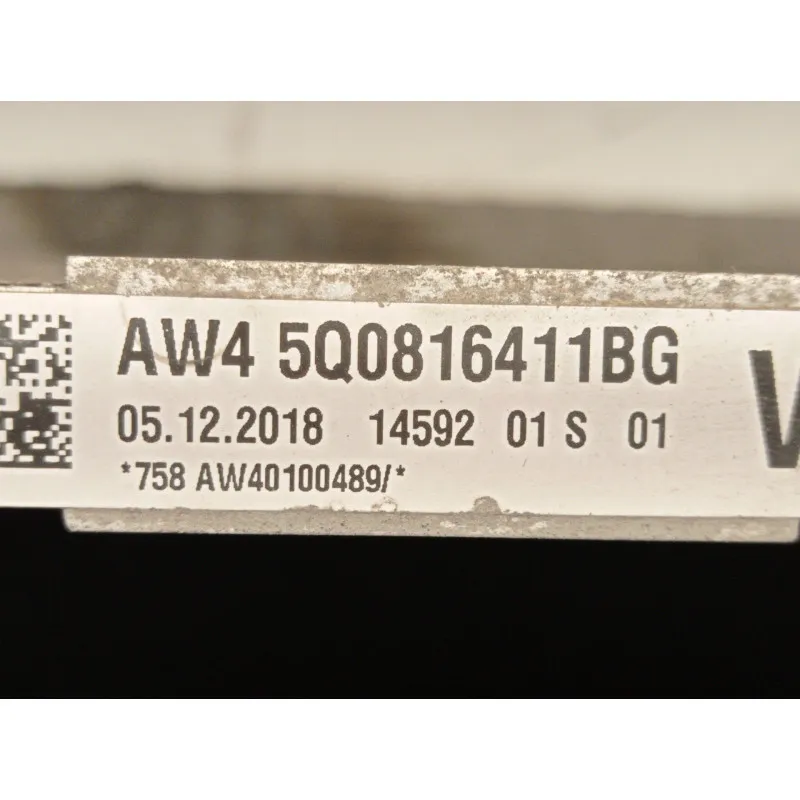 AW4 5Q0816411BG
05.12.2018 14592 01 S 01
*758 AW40100489/*